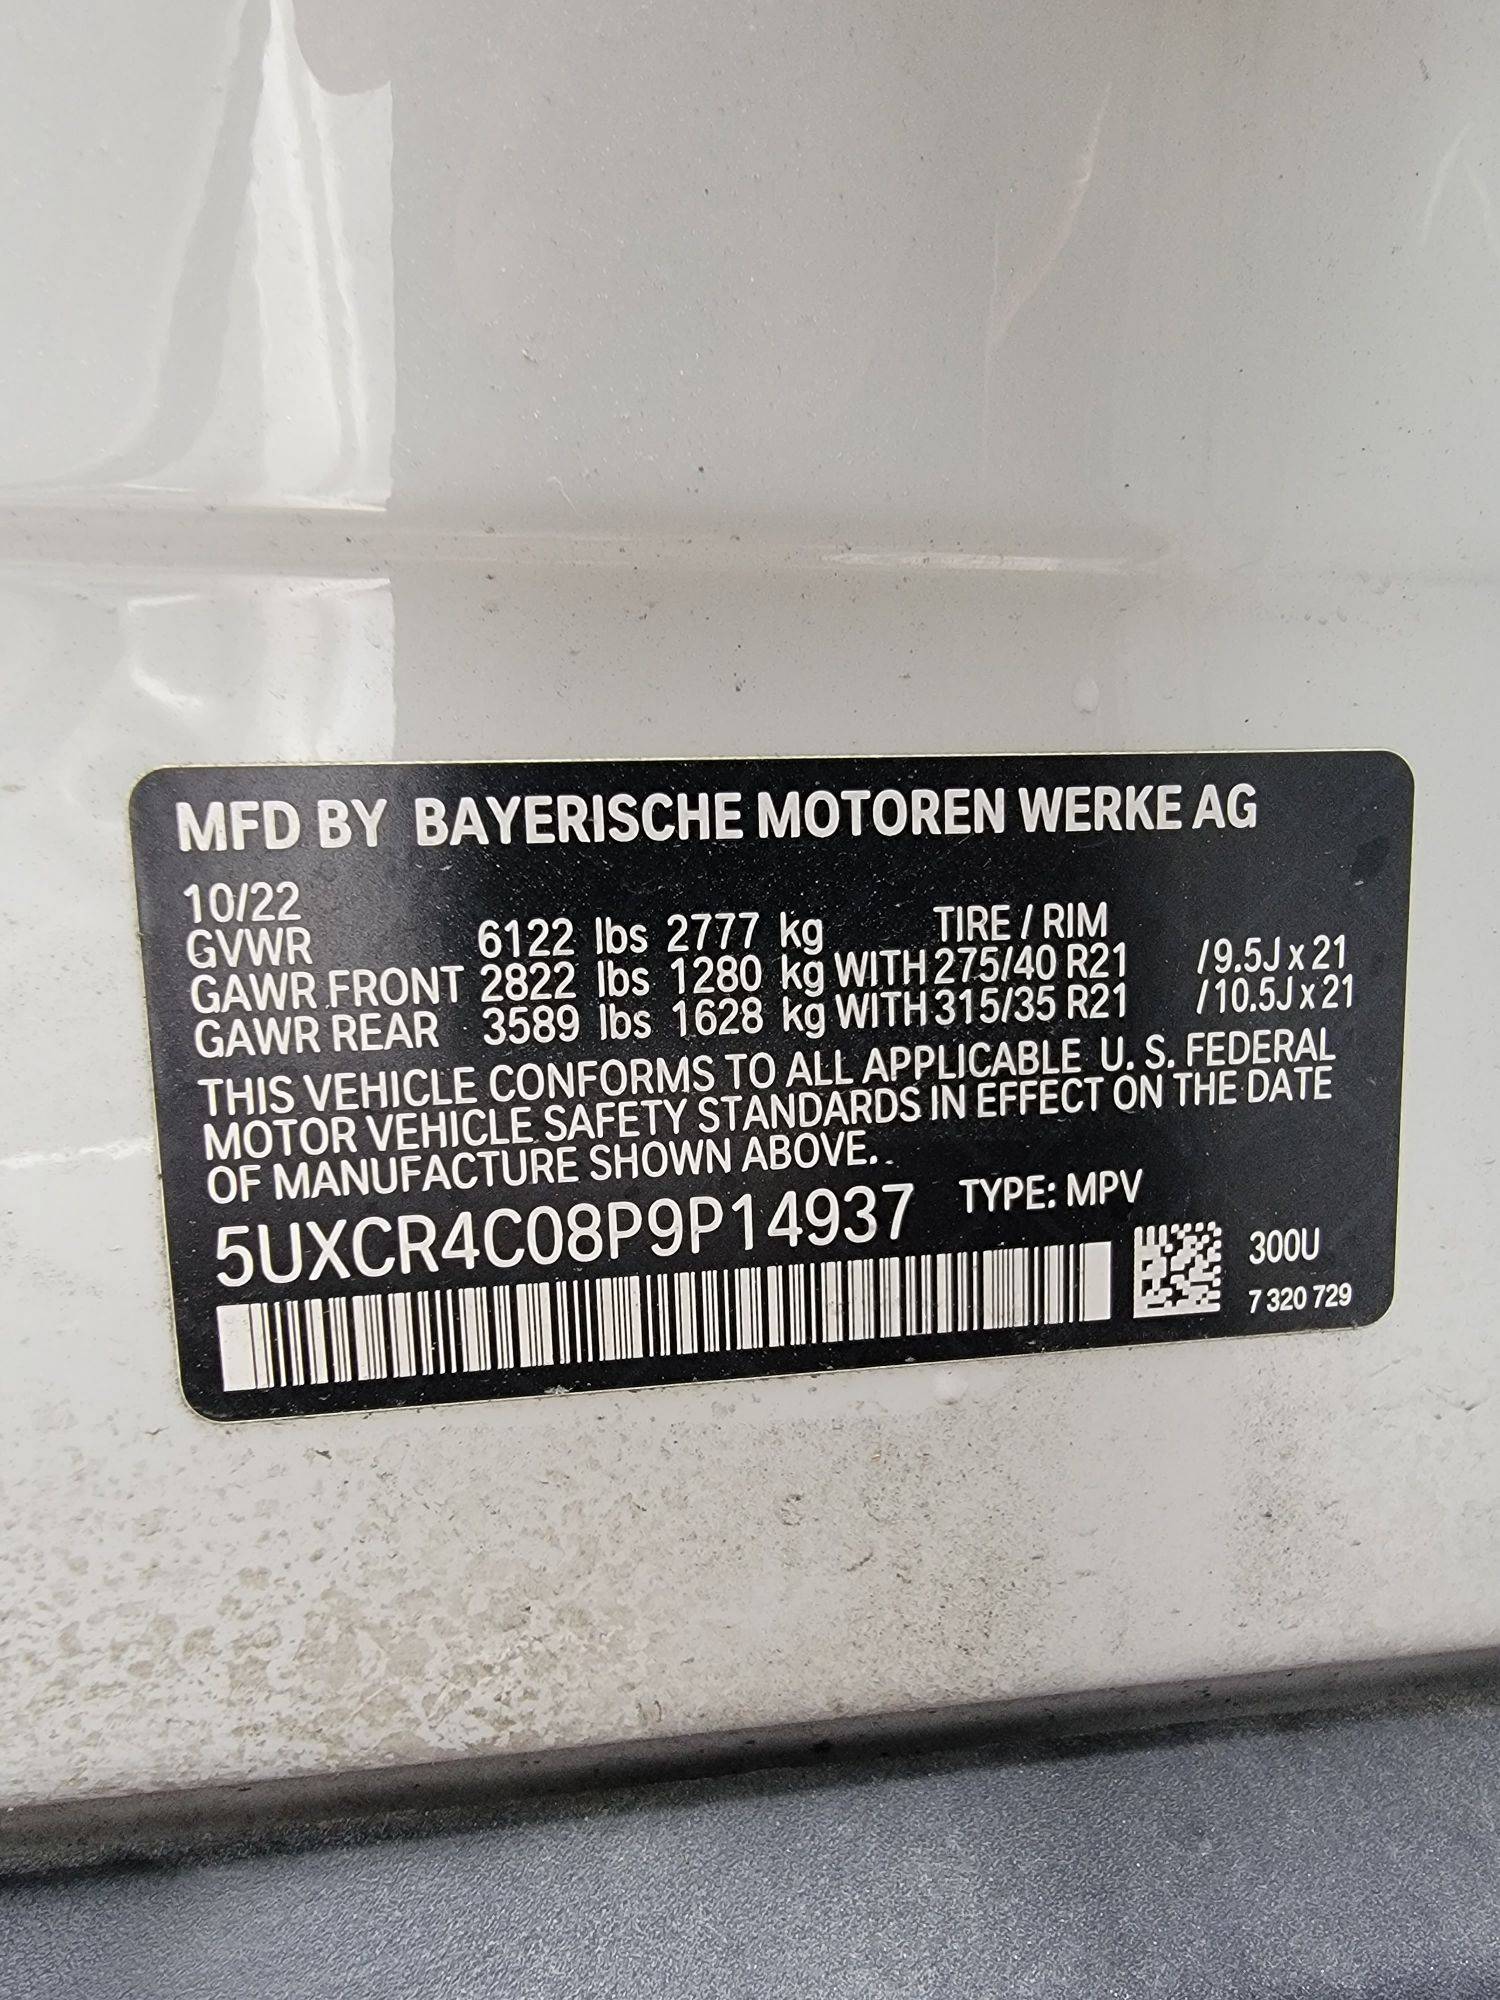 MFD BY BAYERISCHE MOTOREN WERKE AG
10/22
GVWR 6122 lbs 2777 kg TIRE / RIM
GAWR FRONT 2822 lbs 1280 kg WITH 275/40 R21 / 9.5J x 21
GAWR REAR 3589 lbs 1628 kg WITH 315/35 R21 / 10.5J x 21
THIS VEHICLE CONFORMS TO ALL APPLICABLE U. S. FEDERAL
MOTOR VEHICLE SAFETY STANDARDS IN EFFECT ON THE DATE
OF MANUFACTURE SHOWN ABOVE.
5UXCR4C08P9P14937 TYPE: MPV
300U
7 320 729